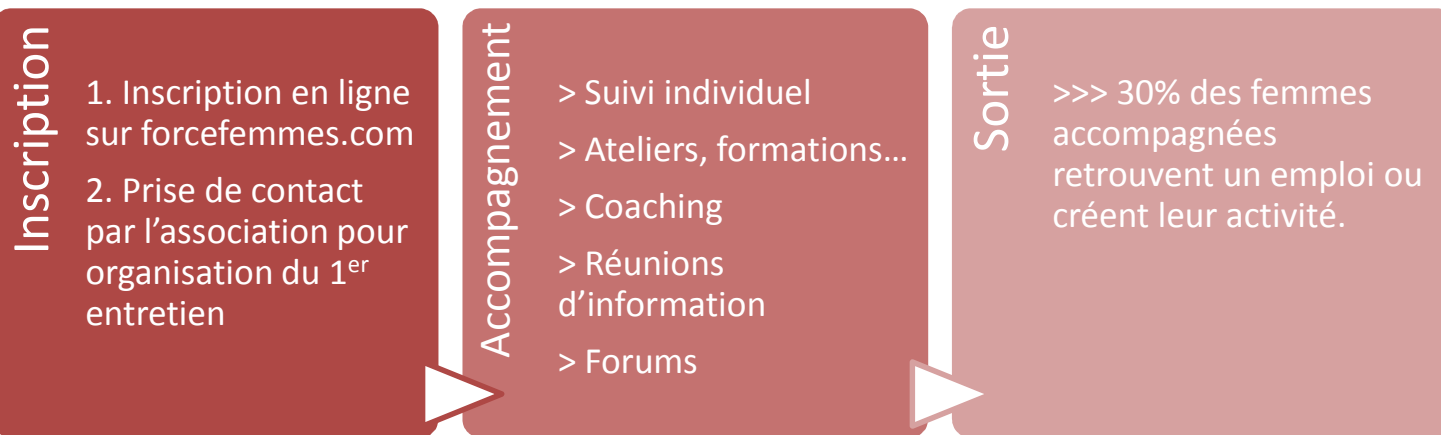 Inscription
1. Inscription en ligne
sur forcefemmes.com
2. Prise de contact
par l’association pour
organisation du 1er
entretien
Accompagnement
> Suivi individuel
> Ateliers, formations…
> Coaching
> Réunions
d’information
> Forums
Sortie
>>> 30% des femmes
accompagnées
retrouvent un emploi ou
créent leur activité.